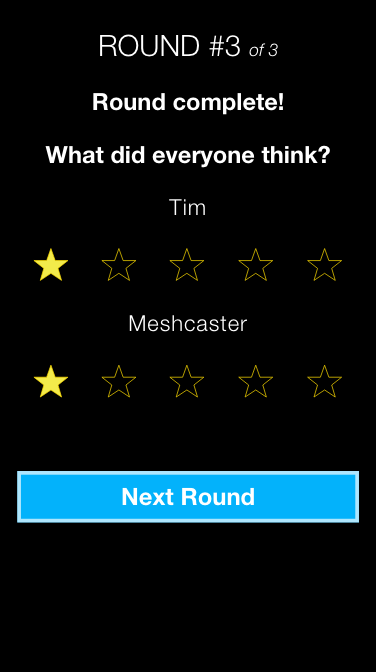 ROUND #3 of 3
Round complete!
What did everyone think?
Tim
Meshcaster
Next Round